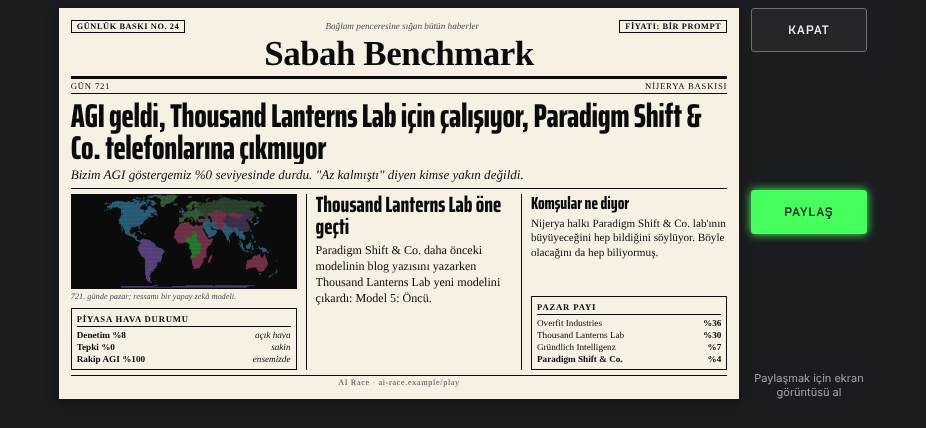 GÜNLÜK BASKI NO. 24
Bağlam penceresine sığan bütün haberler
FİYATI: BİR PROMPT
Sabah Benchmark
GÜN 721
NİJERYA BASKISI
AGI geldi, Thousand Lanterns Lab için çalışıyor, Paradigm Shift &
Co. telefonlarına çıkmıyor
Bizim AGI göstergemiz %0 seviyesinde durdu. "Az kalmıştı" diyen kimse yakın değildi.
721. günde pazar; ressamı bir yapay zekâ modeli.
PİYASA HAVA DURUMU
Denetim %8 açık hava
Tepki %0 sakin
Rakip AGI %100 ensemizde
Thousand Lanterns Lab öne
geçti
Paradigm Shift & Co. daha önceki
modelinin blog yazısını yazarken
Thousand Lanterns Lab yeni modelini
çıkardı: Model 5: Öncü.
Komşular ne diyor
Nijerya halkı Paradigm Shift & Co. lab'ının
büyüyeceğini hep bildiğini söylüyor. Böyle
olacağını da hep biliyormuş.
PAZAR PAYI
Overfit Industries %36
Thousand Lanterns Lab %30
Gründlich Intelligenz %7
Paradigm Shift & Co. %4
AI Race · ai-race.example/play
KAPAT
PAYLAŞ
Paylaşmak için ekran
görüntüsü al